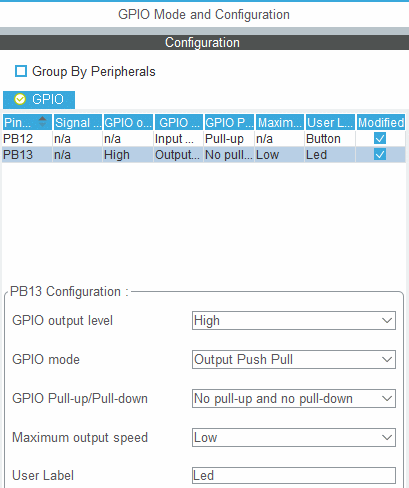 GPIO Mode and Configuration
Configuration
Group By Peripherals
GPIO
Pin... Signal ... GPIO o... GPIO ... GPIO P... Maxim... User L... Modified
PB12 n/a n/a Input ... Pull-up n/a Button
PB13 n/a High Output... No pull... Low Led
PB13 Configuration :
GPIO output level High
GPIO mode Output Push Pull
GPIO Pull-up/Pull-down No pull-up and no pull-down
Maximum output speed Low
User Label Led